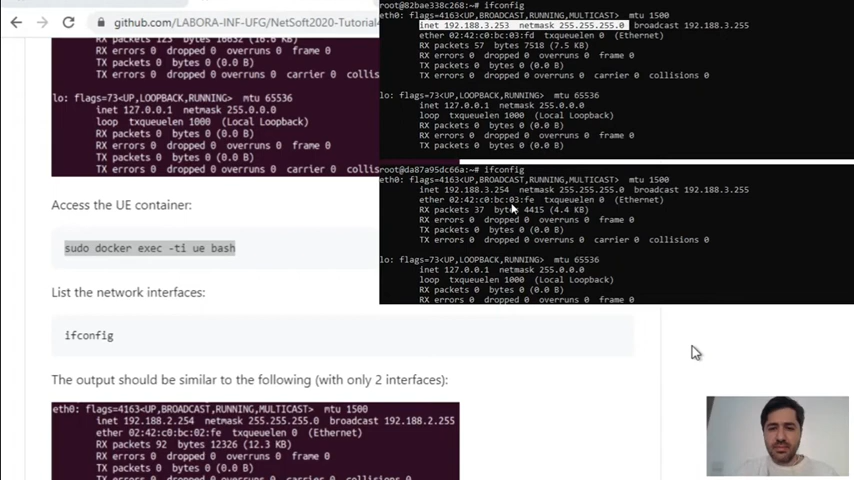 github.com/LABORA-INF-UFG/NetSoft2020-Tutorial-
RX packets 123 bytes 16632 (16.6 KB)
RX errors 0 dropped 0 overruns 0 frame 0
TX packets 0 bytes 0 (0.0 B)
TX errors 0 dropped 0 overruns 0 carrier 0 collisi
lo: flags=73<UP,LOOPBACK,RUNNING> mtu 65536
inet 127.0.0.1 netmask 255.0.0.0
loop txqueuelen 1000 (Local Loopback)
RX packets 0 bytes 0 (0.0 B)
RX errors 0 dropped 0 overruns 0 frame 0
TX packets 0 bytes 0 (0.0 B)
TX errors 0 dropped 0 overruns 0 carrier 0 collisi
Access the UE container:
sudo docker exec -ti ue bash
List the network interfaces:
ifconfig
The output should be similar to the following (with only 2 interfaces):
eth0: flags=4163<UP,BROADCAST,RUNNING,MULTICAST> mtu 1500
inet 192.188.2.254 netmask 255.255.255.0 broadcast 192.188.2.255
ether 02:42:c0:bc:02:fe txqueuelen 0 (Ethernet)
RX packets 92 bytes 12326 (12.3 KB)
RX errors 0 dropped 0 overruns 0 frame 0
TX packets 0 bytes 0 (0.0 B)
TX errors 0 dropped 0 overruns 0 carrier 0 collisions 0
root@82bae338c268:~# ifconfig
eth0: flags=4163<UP,BROADCAST,RUNNING,MULTICAST> mtu 1500
inet 192.188.3.253 netmask 255.255.255.0 broadcast 192.188.3.255
ether 02:42:c0:bc:03:fd txqueuelen 0 (Ethernet)
RX packets 57 bytes 7518 (7.5 KB)
RX errors 0 dropped 0 overruns 0 frame 0
TX packets 0 bytes 0 (0.0 B)
TX errors 0 dropped 0 overruns 0 carrier 0 collisions 0
lo: flags=73<UP,LOOPBACK,RUNNING> mtu 65536
inet 127.0.0.1 netmask 255.0.0.0
loop txqueuelen 1000 (Local Loopback)
RX packets 0 bytes 0 (0.0 B)
RX errors 0 dropped 0 overruns 0 frame 0
TX packets 0 bytes 0 (0.0 B)
root@da87a95dc66a:~# ifconfig
eth0: flags=4163<UP,BROADCAST,RUNNING,MULTICAST> mtu 1500
inet 192.188.3.254 netmask 255.255.255.0 broadcast 192.188.3.255
ether 02:42:c0:bc:03:fe txqueuelen 0 (Ethernet)
RX packets 37 bytes 4415 (4.4 KB)
RX errors 0 dropped 0 overruns 0 frame 0
TX packets 0 bytes 0 (0.0 B)
TX errors 0 dropped 0 overruns 0 carrier 0 collisions 0
lo: flags=73<UP,LOOPBACK,RUNNING> mtu 65536
inet 127.0.0.1 netmask 255.0.0.0
loop txqueuelen 1000 (Local Loopback)
RX packets 0 bytes 0 (0.0 B)
RX errors 0 dropped 0 overruns 0 frame 0